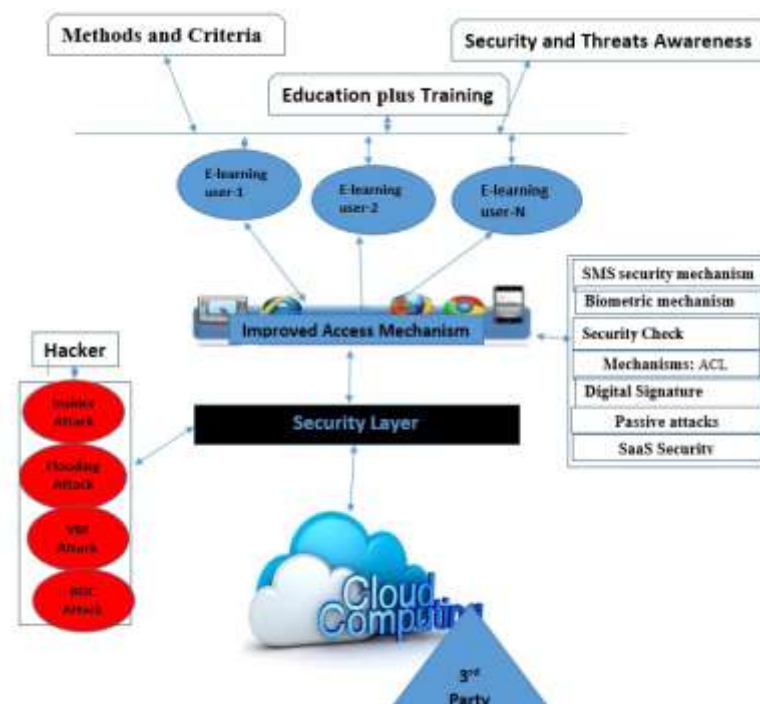 Methods and Criteria
Security and Threats Awareness
Education plus Training
E-learning
user-1
E-learning
user-2
E-learning
user-N
SMS security mechanism
Biometric mechanism
Security Check
Mechanisms: ACL
Digital Signature
Passive attacks
SaaS Security
Improved Access Mechanism
Hacker
Attack
Flooding
Attack
Attack
Attack
Security Layer
Cloud
Computing
3rd
Party